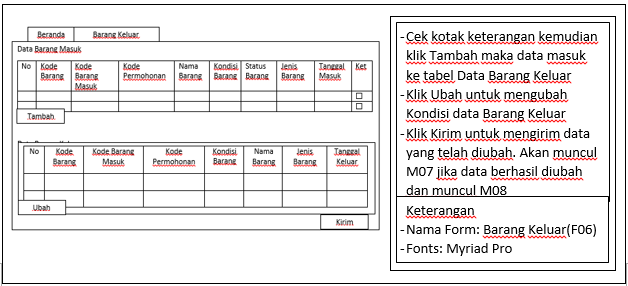 Beranda Barang Keluar
Data Barang Masuk
No Kode Barang Kode Barang Masuk Kode Permohonan Nama Barang Kondisi Barang Status Barang Jenis Barang Tanggal Masuk Ket
Tambah
No Kode Barang Kode Barang Masuk Kode Permohonan Kondisi Barang Nama Barang Jenis Barang Tanggal Keluar
Ubah
Kirim
-Cek kotak keterangan kemudian
klik Tambah maka data masuk
ke tabel Data Barang Keluar
-Klik Ubah untuk mengubah
Kondisi data Barang Keluar
-Klik Kirim untuk mengirim data
yang telah diubah. Akan muncul
M07 jika data berhasil diubah
dan muncul M08
Keterangan
-Nama Form: Barang Keluar(F06)
-Fonts: Myriad Pro